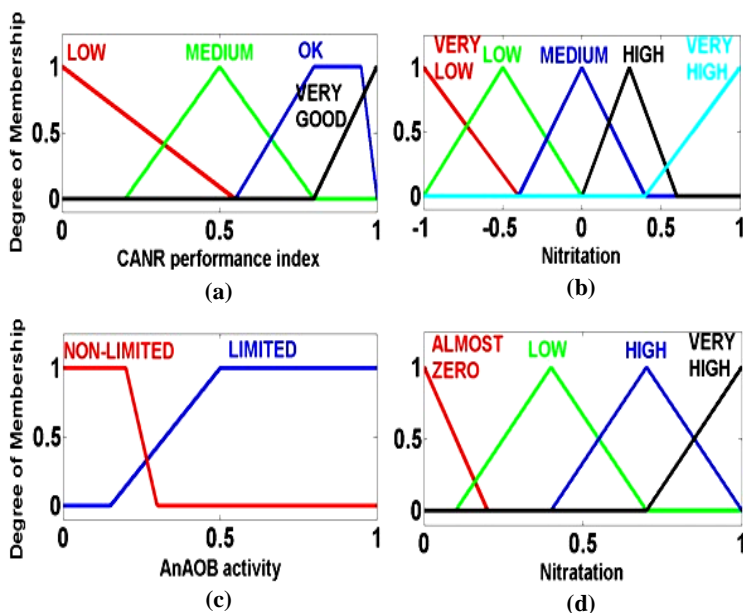 LOW MEDIUM OK
VERY
GOOD
Degree of Membership
1
0.5
0
0 0.5 1
CANR performance index
(a)
VERY
LOW
LOW MEDIUM HIGH
VERY
HIGH
1
0.5
0
-1 -0.5 0 0.5 1
Nitritation
(b)
NON-LIMITED LIMITED
Degree of Membership
1
0.5
0
0 0.5 1
AnAOB activity
(c)
ALMOST
ZERO
LOW HIGH
VERY
HIGH
1
0.5
0
0 0.5 1
Nitratation
(d)